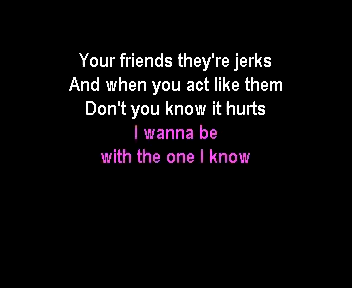 Your friends they're jerks
And when you act like them
Don't you know it hurts
I wanna be
with the one I know